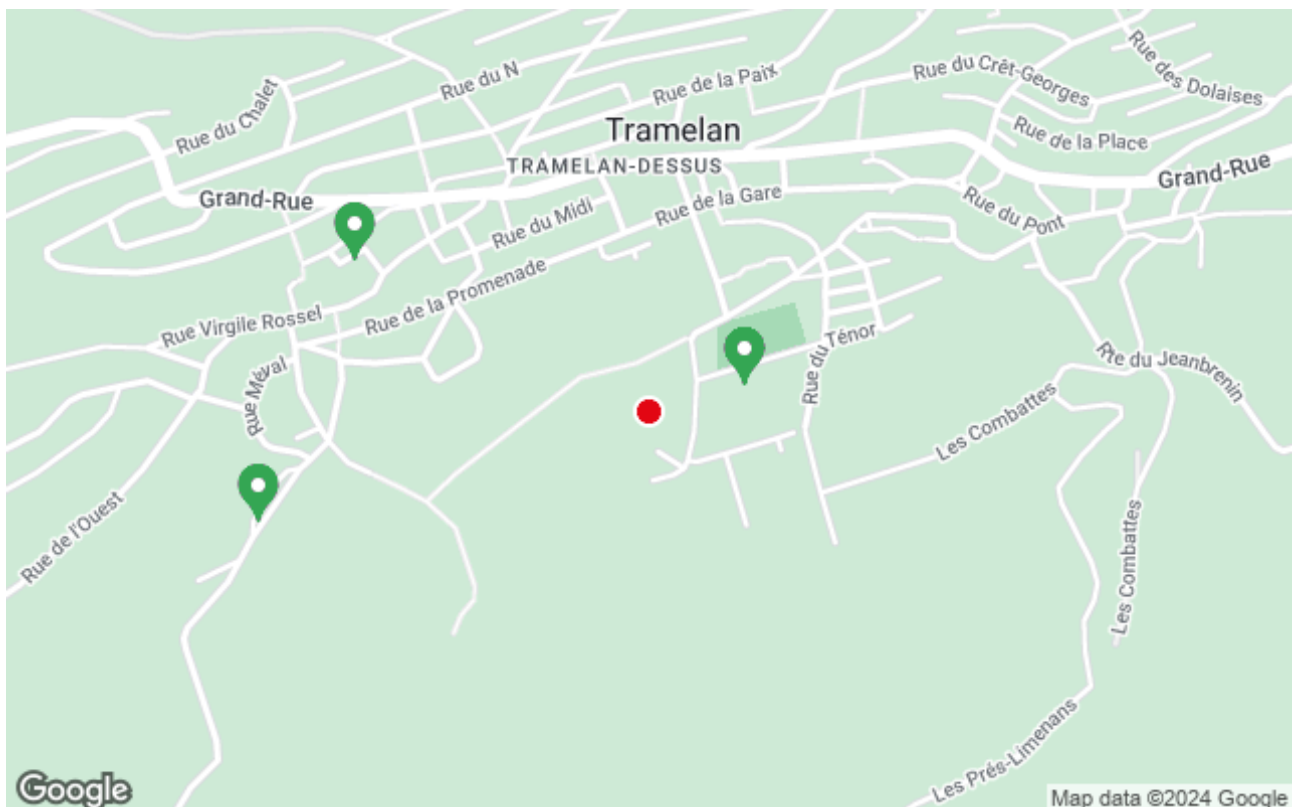 Rue du N
Rue de la Paix
Rue du Crêt-Georges
Rue des Dolaises
Rue du Chalet
Tramelan
Rue de la Place
TRAMELAN-DESSUS
Grand-Rue
Grand-Rue
Rue du Midi
Rue de la Gare
Rue du Pont
Rue de la Promenade
Rue Virgile Rossel
Rue du Ténor
Rte du Jeanbrenin
Rue Méval
Les Combattes
Rue de l'Ouest
Les Combattes
Les Prés-Limenans
Google
Map data ©2024 Google